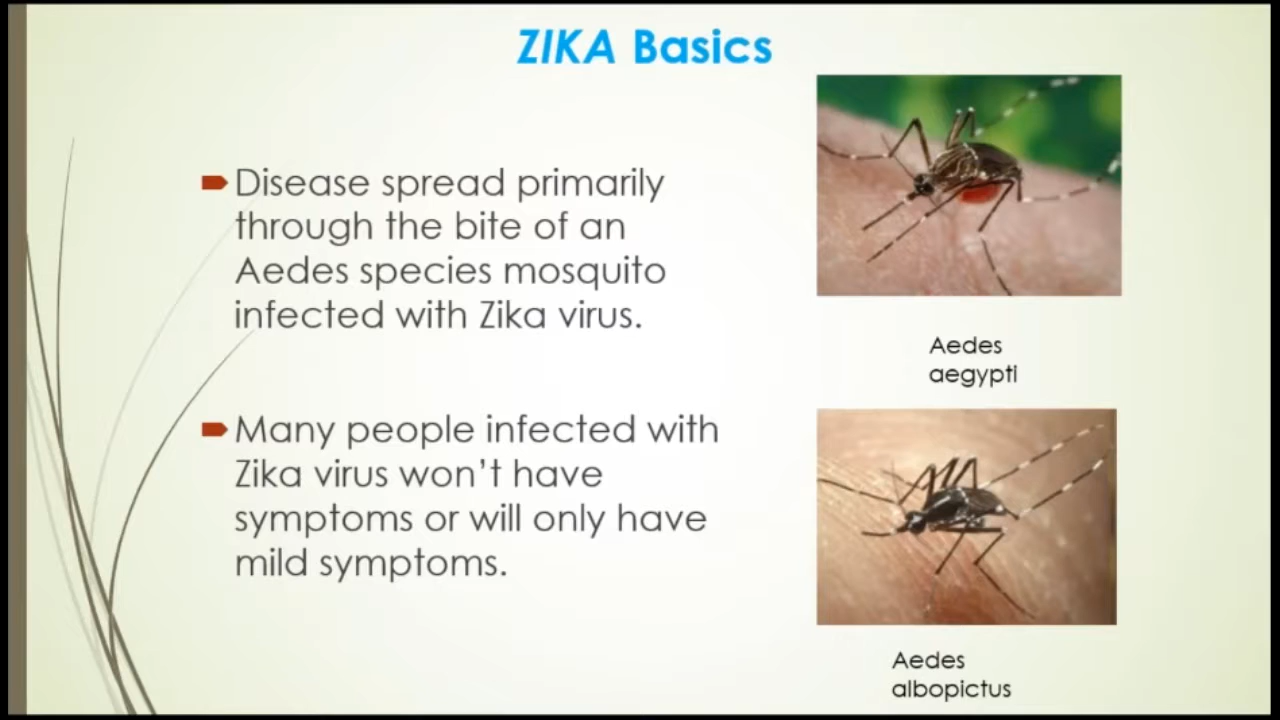 ZIKA Basics
Disease spread primarily
through the bite of an
Aedes species mosquito
infected with Zika virus.
Many people infected with
Zika virus won’t have
symptoms or will only have
mild symptoms.
Aedes
aegypti
Aedes
albopictus